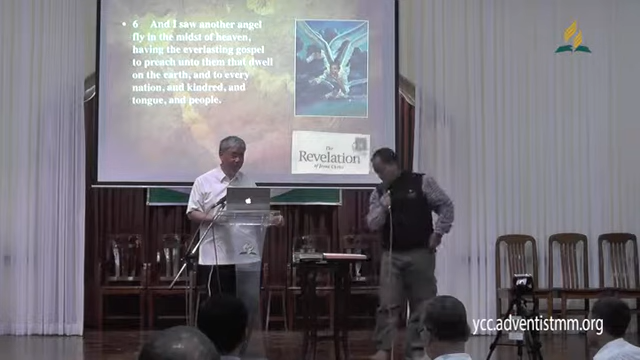 6 And I saw another angel
fly in the midst of heaven,
having the everlasting gospel
to preach unto them that dwell
on the earth, and to every
nation, and kindred, and
tongue, and people.
The
Revelation
ycc.adventistmm.org